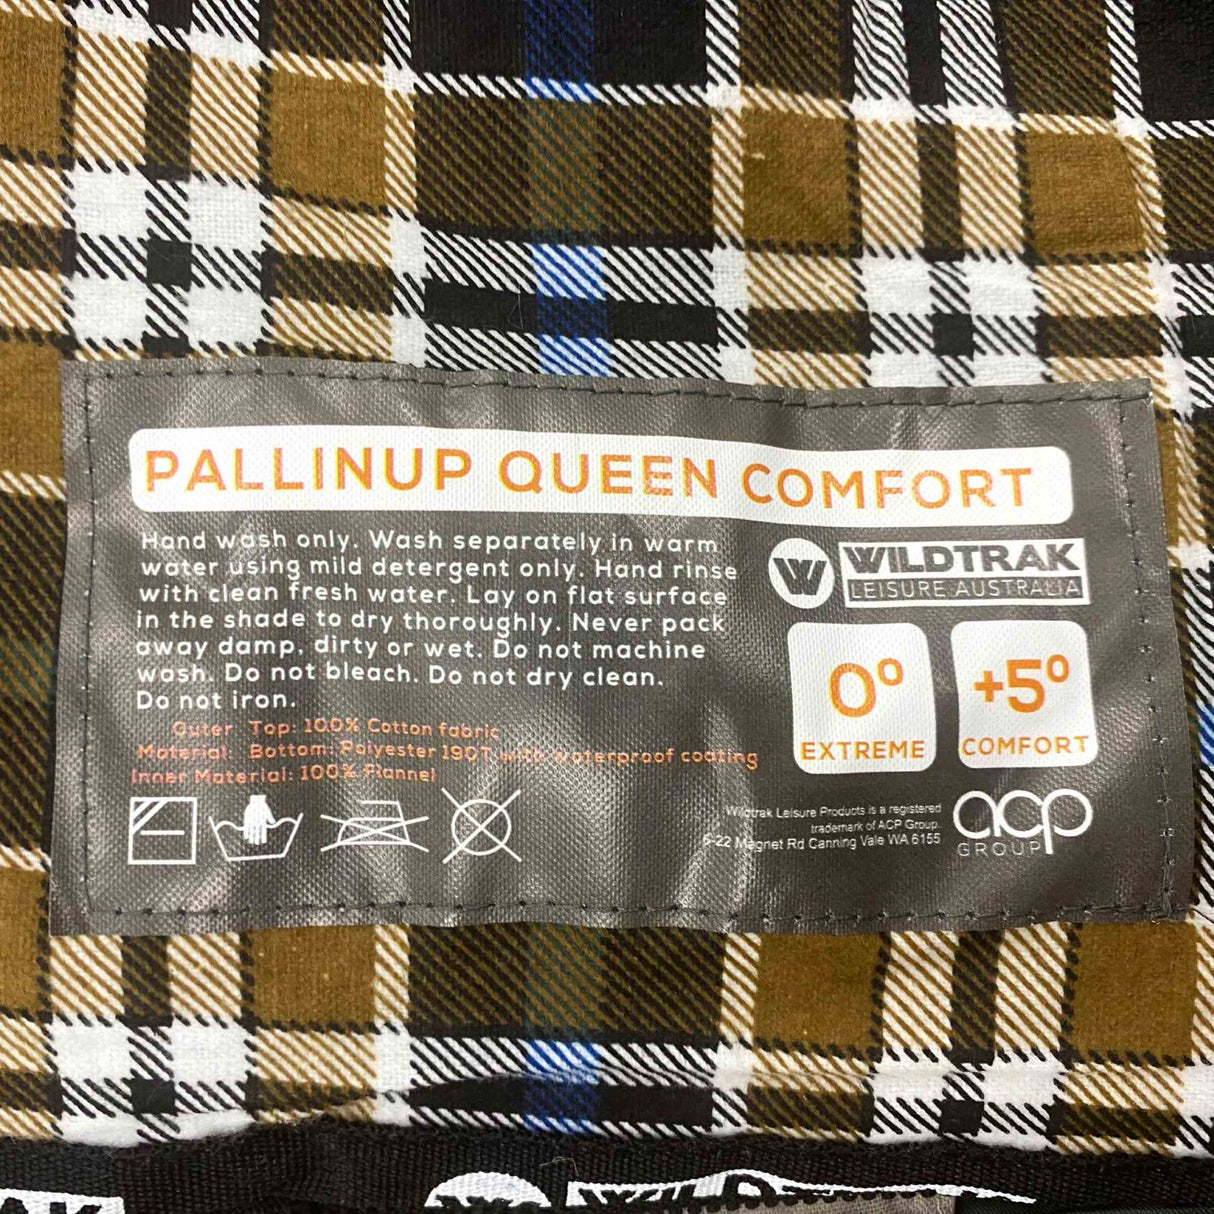 PALLINUP QUEEN COMFORT
Hand wash only. Wash separately in warm
water using mild detergent only. Hand rinse
with clean fresh water. Lay on flat surface
in the shade to dry thoroughly. Never pack
away damp, dirty or wet. Do not machine
wash. Do not bleach. Do not dry clean.
Do not iron.
Outer Top: 100% Cotton fabric
Material: Bottom: Polyester 190T with waterproof coating
Inner Material: 100% Flannel
W WILDTRAK
LEISURE AUSTRALIA
0° +5°
EXTREME COMFORT
Wildtrak Leisure Products is a registered
trademark of ACP Group.
6-22 Magnet Rd Canning Vale WA 6155
acp
GROUP